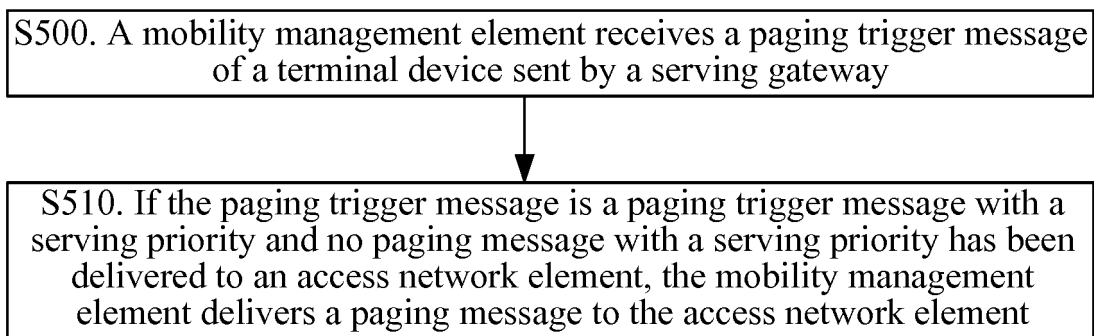 S500. A mobility management element receives a paging trigger message
of a terminal device sent by a serving gateway
S510. If the paging trigger message is a paging trigger message with a
serving priority and no paging message with a serving priority has been
delivered to an access network element, the mobility management
element delivers a paging message to the access network element